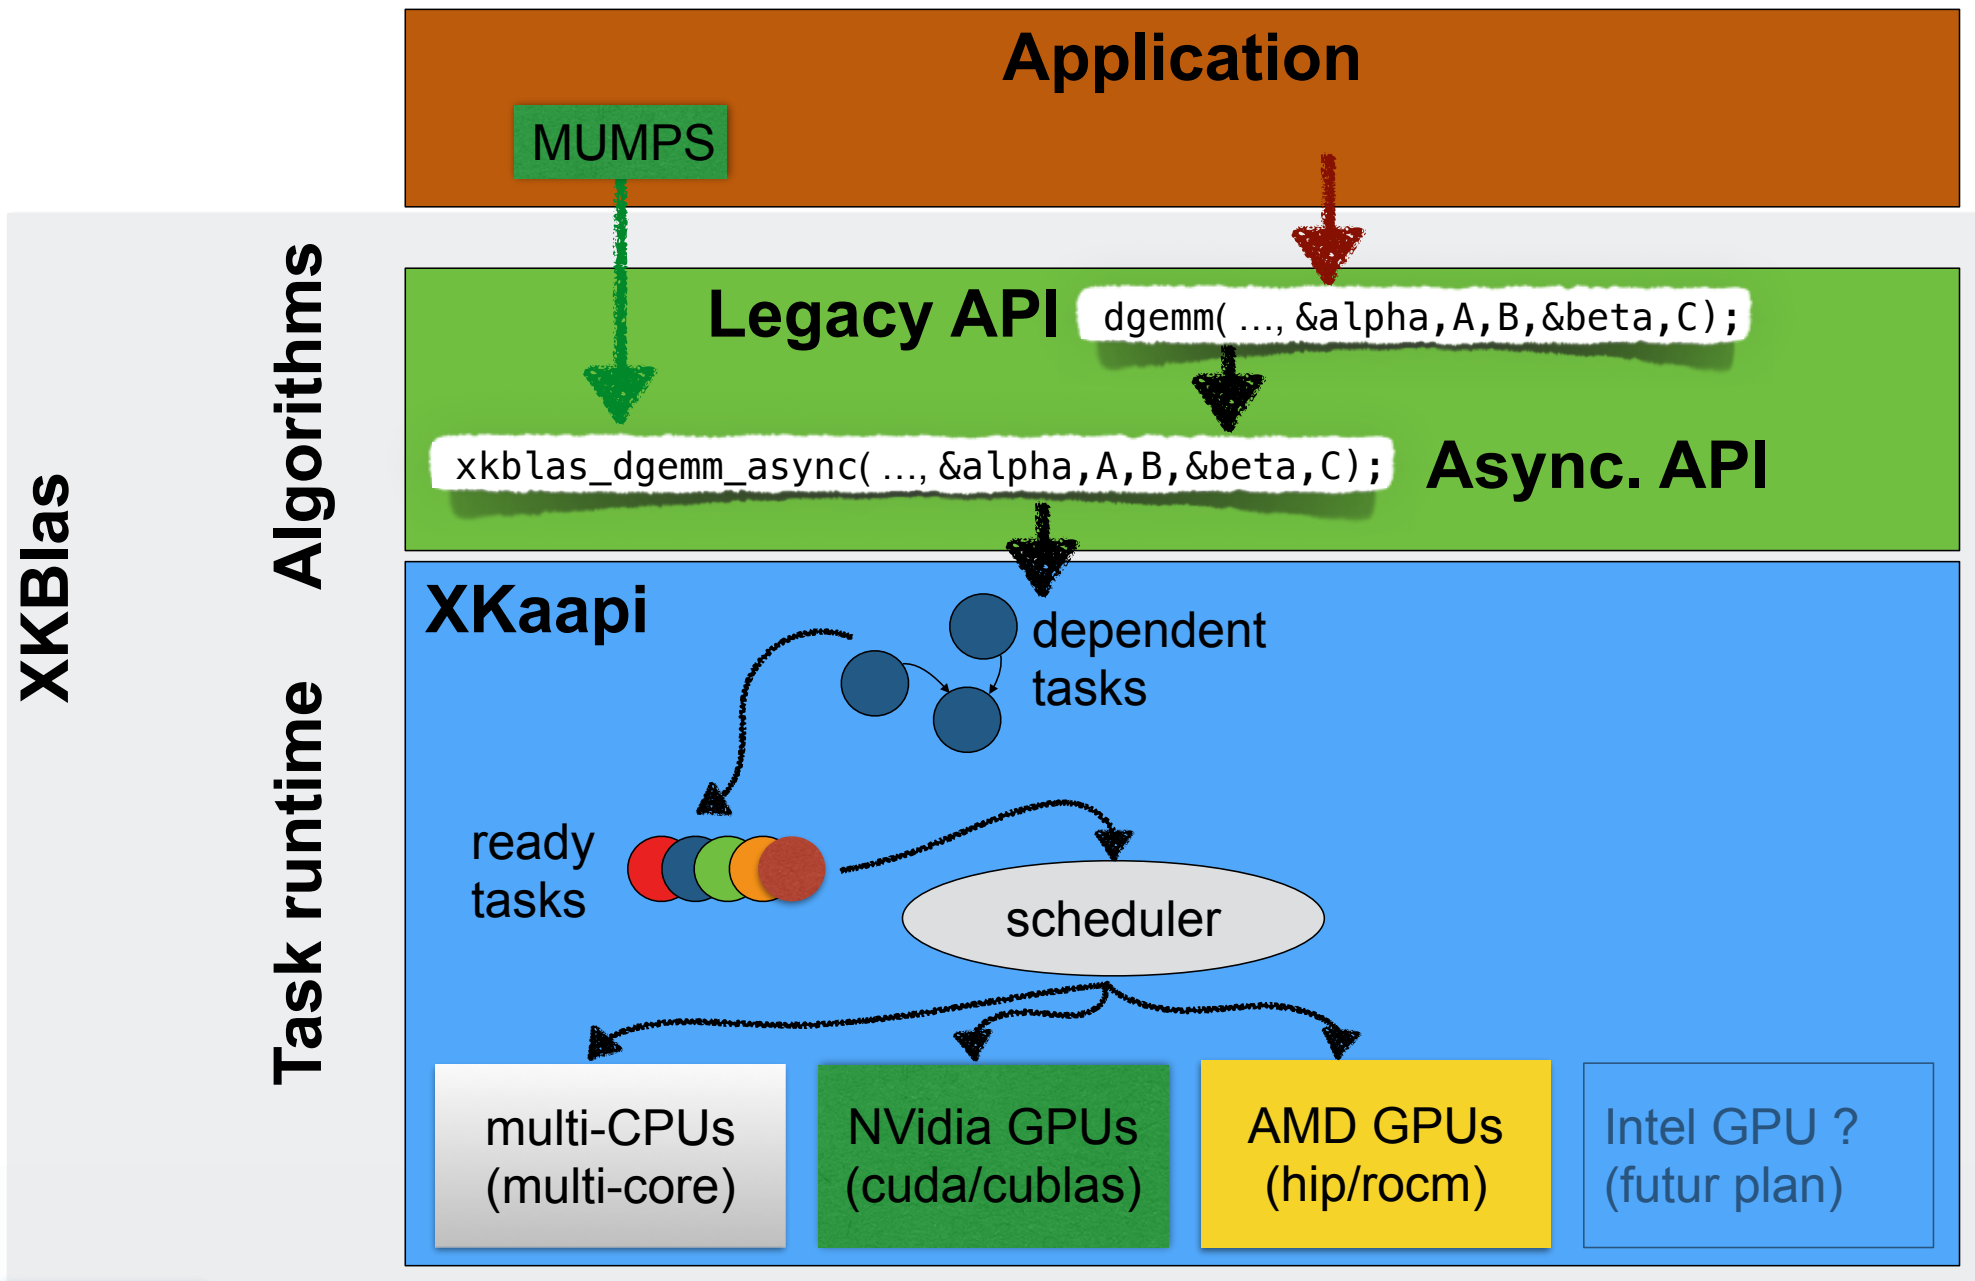 Application
MUMPS
XKBlas
Algorithms
Legacy API
dgemm( …, &alpha,A,B,&beta,C);
xkblas_dgemm_async( …, &alpha,A,B,&beta,C);
Async. API
Task runtime
XKaapi
dependent
tasks
ready
tasks
scheduler
multi-CPUs
(multi-core)
NVidia GPUs
(cuda/cublas)
AMD GPUs
(hip/rocm)
Intel GPU ?
(futur plan)